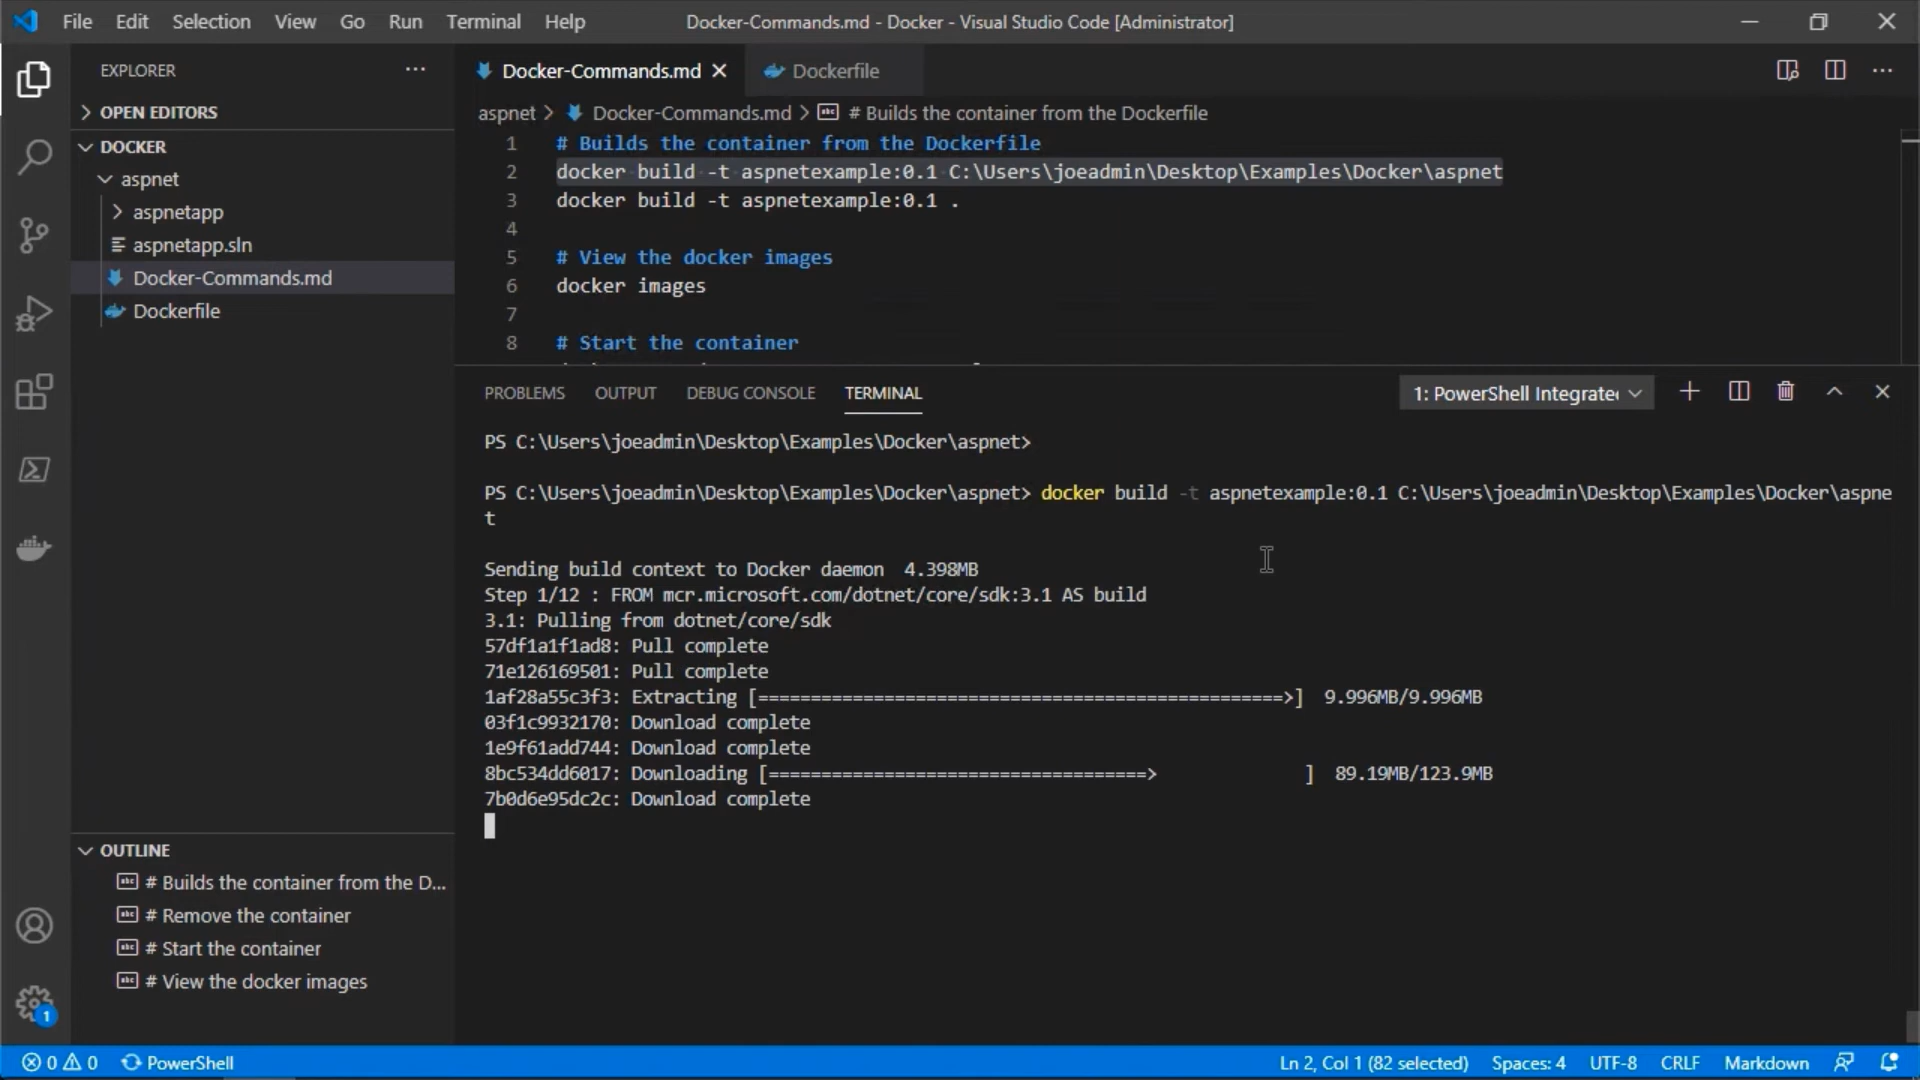 File Edit Selection View Go Run Terminal Help Docker-Commands.md - Docker - Visual Studio Code [Administrator]
EXPLORER
OPEN EDITORS
DOCKER
aspnet
aspnetapp
aspnetapp.sln
Docker-Commands.md
Dockerfile
OUTLINE
# Builds the container from the D...
# Remove the container
# Start the container
# View the docker images
Docker-Commands.md Dockerfile
aspnet > Docker-Commands.md > # Builds the container from the Dockerfile
1 # Builds the container from the Dockerfile
2 docker build -t aspnetexample:0.1 C:\Users\joeadmin\Desktop\Examples\Docker\aspnet
3 docker build -t aspnetexample:0.1 .
4
5 # View the docker images
6 docker images
7
8 # Start the container
PROBLEMS OUTPUT DEBUG CONSOLE TERMINAL 1: PowerShell Integrate
PS C:\Users\joeadmin\Desktop\Examples\Docker\aspnet>
PS C:\Users\joeadmin\Desktop\Examples\Docker\aspnet> docker build -t aspnetexample:0.1 C:\Users\joeadmin\Desktop\Examples\Docker\aspne
t
Sending build context to Docker daemon 4.398MB
Step 1/12 : FROM mcr.microsoft.com/dotnet/core/sdk:3.1 AS build
3.1: Pulling from dotnet/core/sdk
57df1a1f1ad8: Pull complete
71e126169501: Pull complete
1af28a55c3f3: Extracting [==================================================>] 9.996MB/9.996MB
03f1c9932170: Download complete
1e9f61add744: Download complete
8bc534dd6017: Downloading [====================================> ] 89.19MB/123.9MB
7b0d6e95dc2c: Download complete
1
0 0 PowerShell Ln 2, Col 1 (82 selected) Spaces: 4 UTF-8 CRLF Markdown